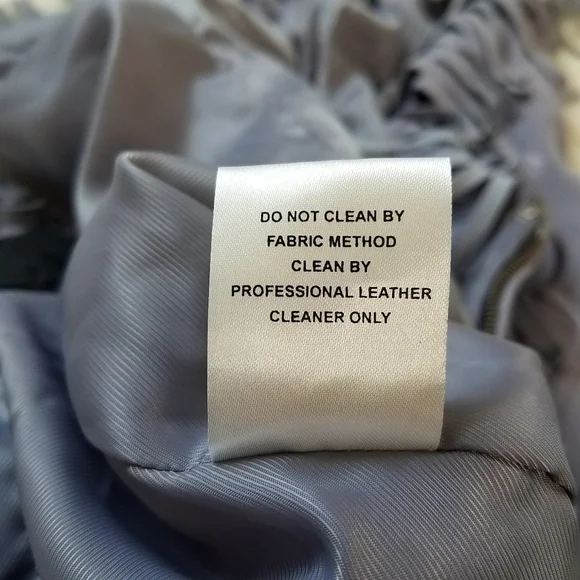 DO NOT CLEAN BY
FABRIC METHOD
CLEAN BY
PROFESSIONAL LEATHER
CLEANER ONLY